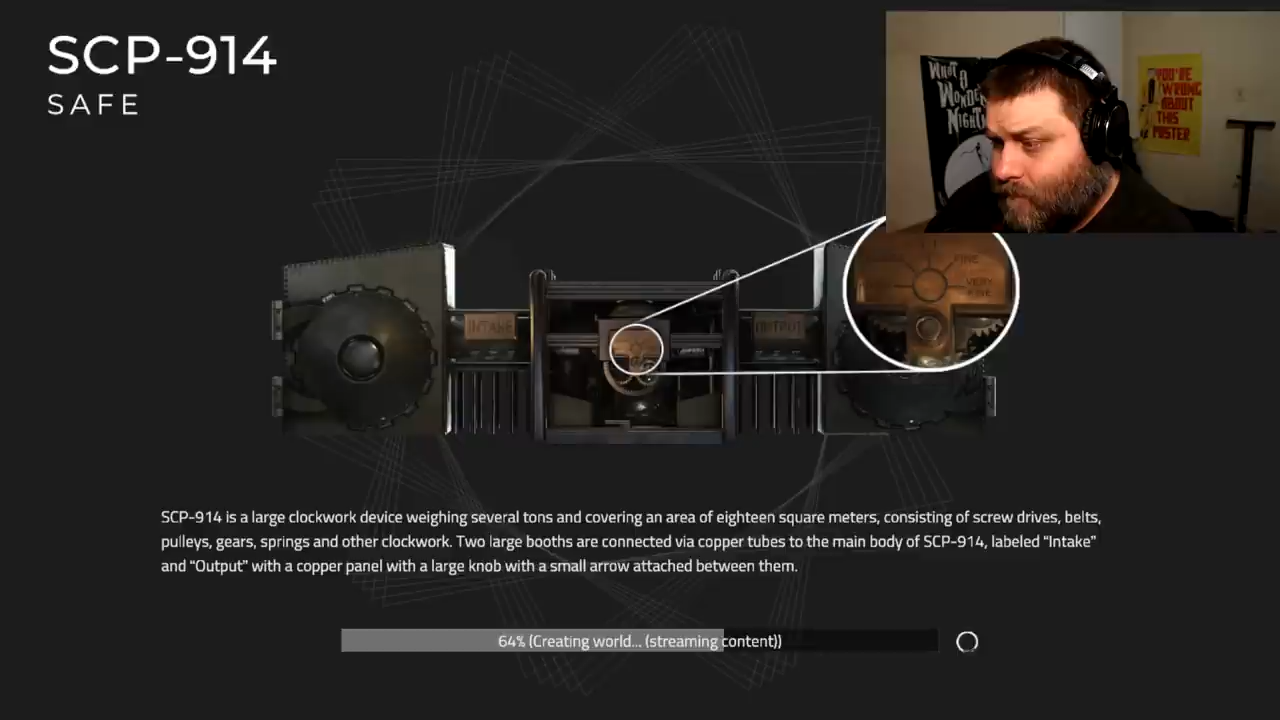 SCP-914
SAFE
WHAT A
WONDER
NIGHT
YOU'RE
WRONG
ABOUT
THIS
POSTER
FINE
VERY
FINE
INTAKE
OUTPUT
SCP-914 is a large clockwork device weighing several tons and covering an area of eighteen square meters, consisting of screw drives, belts,
pulleys, gears, springs and other clockwork. Two large booths are connected via copper tubes to the main body of SCP-914, labeled “Intake”
and “Output” with a copper panel with a large knob with a small arrow attached between them.
64% (Creating world... (streaming content))